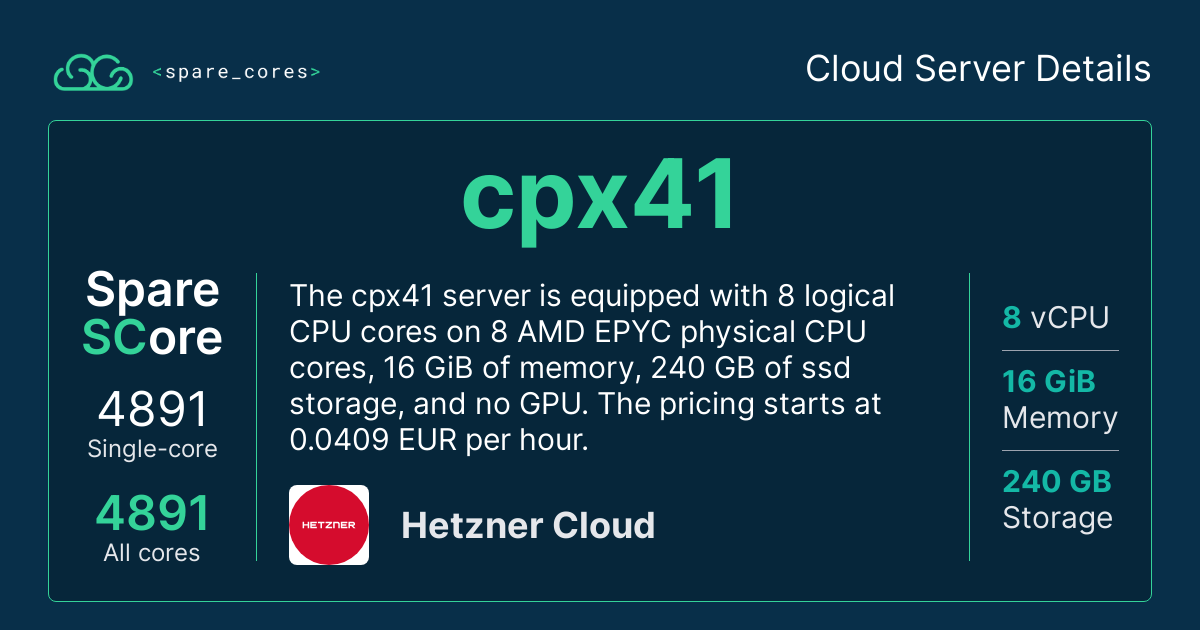 <spare_cores>
Cloud Server Details
cpx41
Spare
SCore
4891
Single-core
4891
All cores
The cpx41 server is equipped with 8 logical
CPU cores on 8 AMD EPYC physical CPU
cores, 16 GiB of memory, 240 GB of ssd
storage, and no GPU. The pricing starts at
0.0409 EUR per hour.
HETZNER
Hetzner Cloud
8 vCPU
16 GiB
Memory
240 GB
Storage